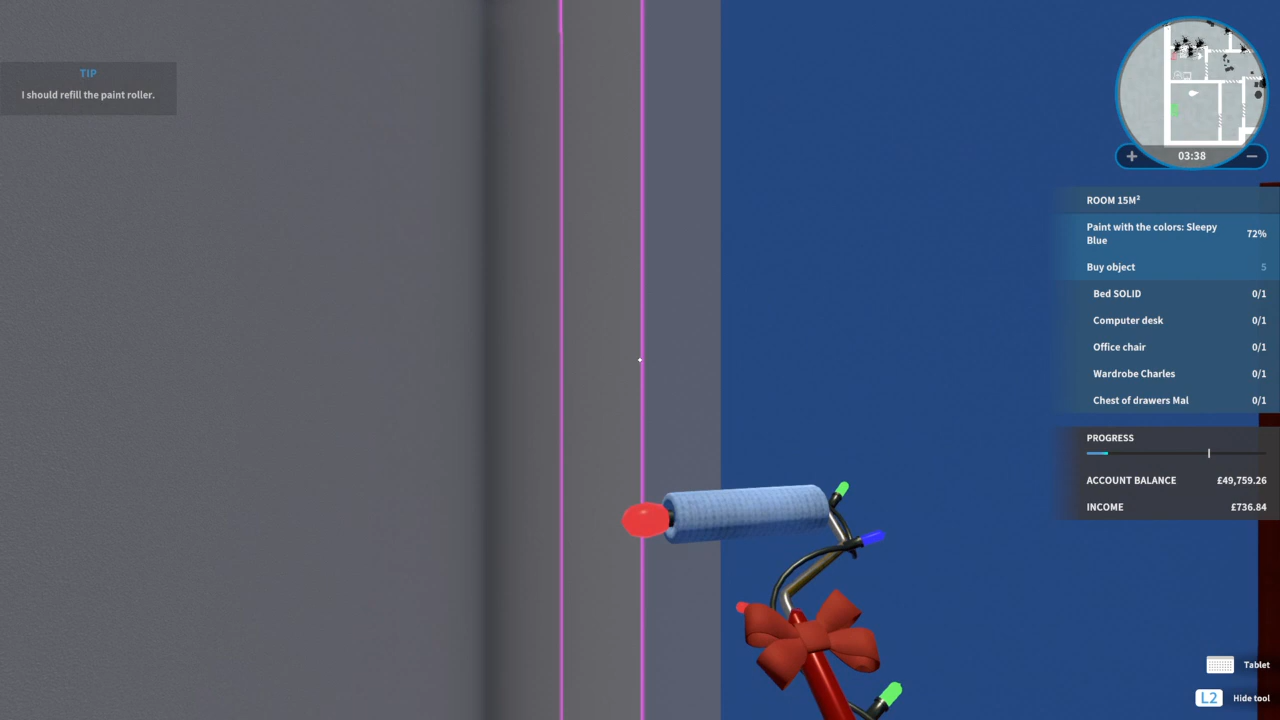 TIP
I should refill the paint roller.
03:38
ROOM 15M²
Paint with the colors: Sleepy
Blue
72%
Buy object 5
Bed SOLID 0/1
Computer desk 0/1
Office chair 0/1
Wardrobe Charles 0/1
Chest of drawers Mal 0/1
PROGRESS
ACCOUNT BALANCE £49,759.26
INCOME £736.84
Tablet
L2 Hide tool